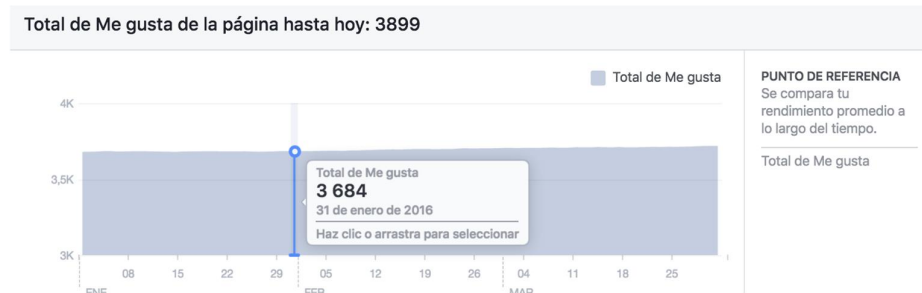 Total de Me gusta de la página hasta hoy: 3899
Total de Me gusta
PUNTO DE REFERENCIA
Se compara tu
rendimiento promedio a
lo largo del tiempo.
Total de Me gusta
4K
3,5K
3K
Total de Me gusta
3 684
31 de enero de 2016
Haz clic o arrastra para seleccionar
08 15 22 29 05 12 19 26 04 11 18 25
ENE FEB MAR